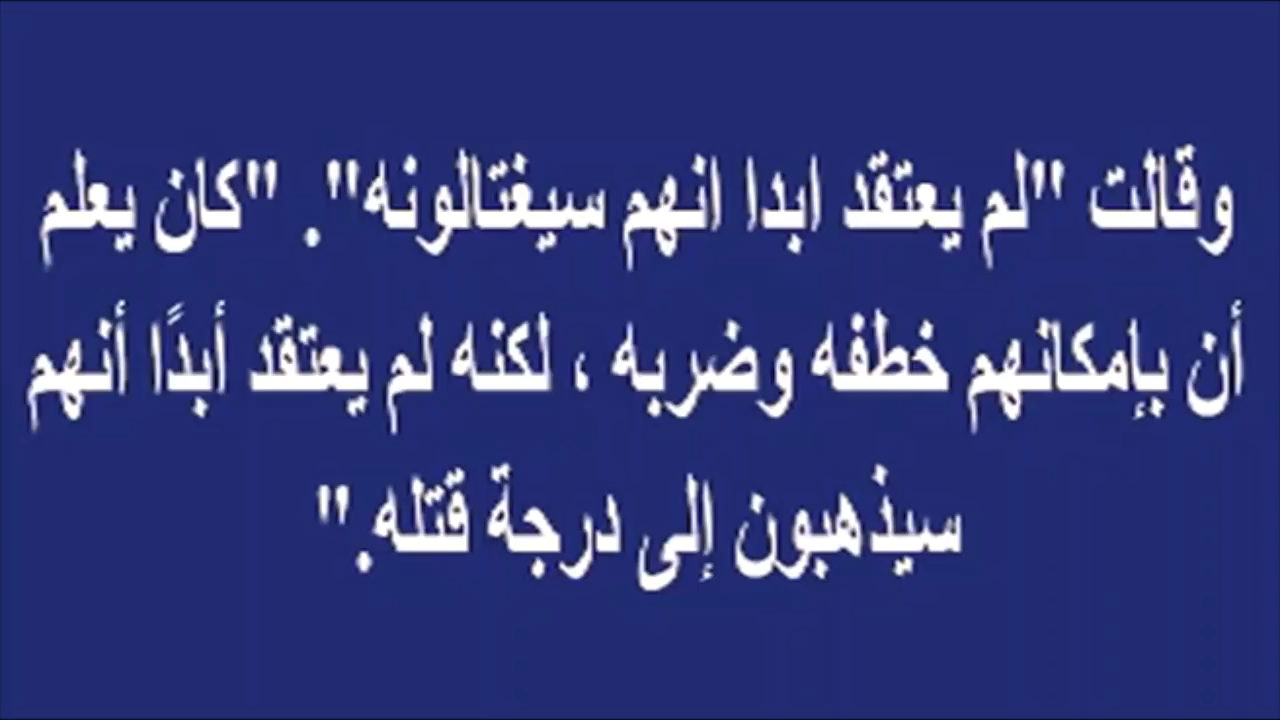 وقالت "لم يعتقد ابدا انهم سيغتالونه". "كان يعلم
أن بإمكانهم خطفه وضربه ، لكنه لم يعتقد أبدًا أنهم
سيذهبون إلى درجة قتله."